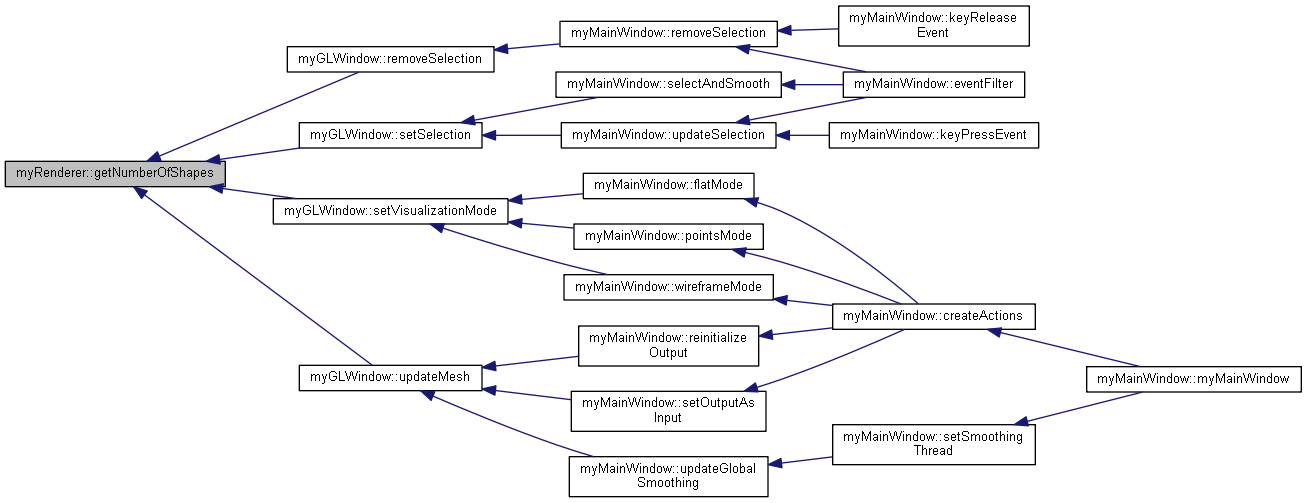 myMainWindow::keyRelease
Event
myMainWindow::removeSelection
myGLWindow::removeSelection
myMainWindow::selectAndSmooth
myMainWindow::eventFilter
myGLWindow::setSelection
myMainWindow::updateSelection
myMainWindow::keyPressEvent
myRenderer::getNumberOfShapes
myMainWindow::flatMode
myGLWindow::setVisualizationMode
myMainWindow::pointsMode
myMainWindow::wireframeMode
myMainWindow::createActions
myMainWindow::reinitialize
Output
myGLWindow::updateMesh
myMainWindow::myMainWindow
myMainWindow::setOutputAs
Input
myMainWindow::setSmoothing
Thread
myMainWindow::updateGlobal
Smoothing